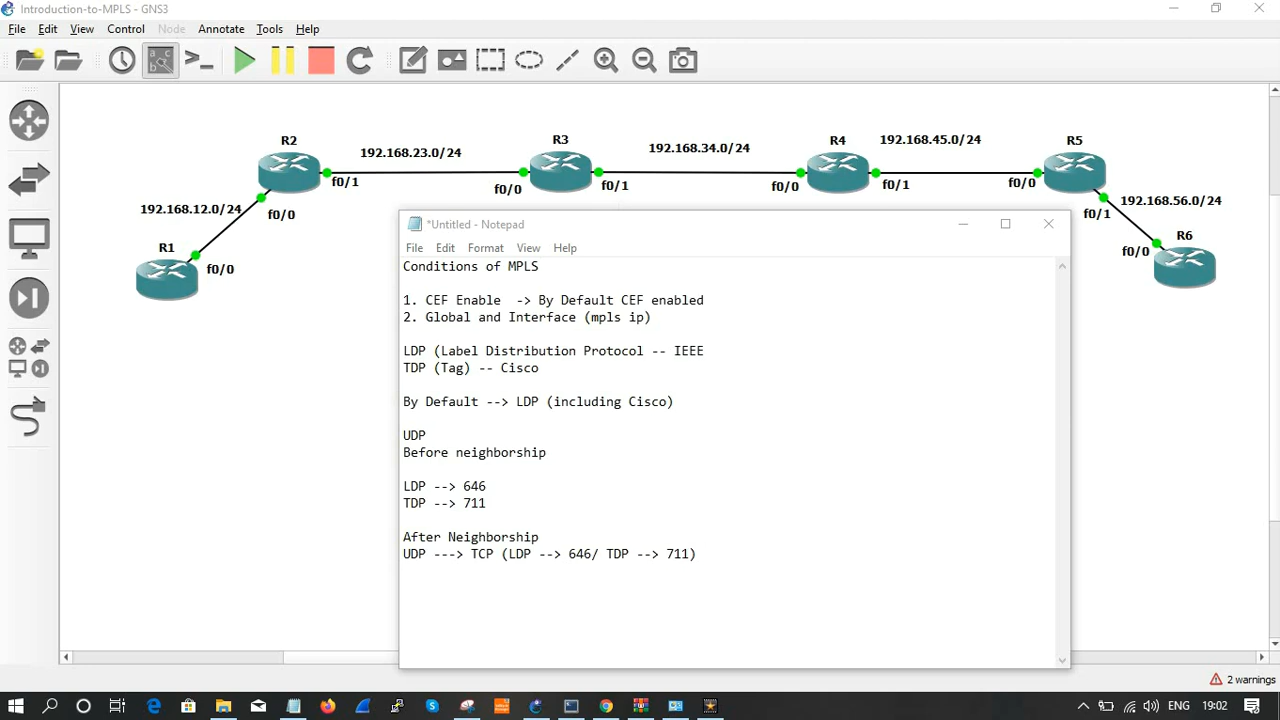 Introduction-to-MPLS - GNS3
File Edit View Control Node Annotate Tools Help
R2
192.168.23.0/24
R3
192.168.34.0/24
R4
192.168.45.0/24
R5
f0/1
f0/0
f0/1
f0/0
f0/1
f0/0
192.168.12.0/24
f0/0
f0/1
192.168.56.0/24
R1
f0/0
R6
f0/0
*Untitled - Notepad
File Edit Format View Help
Conditions of MPLS
1. CEF Enable -> By Default CEF enabled
2. Global and Interface (mpls ip)
LDP (Label Distribution Protocol -- IEEE
TDP (Tag) -- Cisco
By Default --> LDP (including Cisco)
UDP
Before neighborship
LDP --> 646
TDP --> 711
After Neighborship
UDP ---> TCP (LDP --> 646/ TDP --> 711)
2 warnings
ENG 19:02